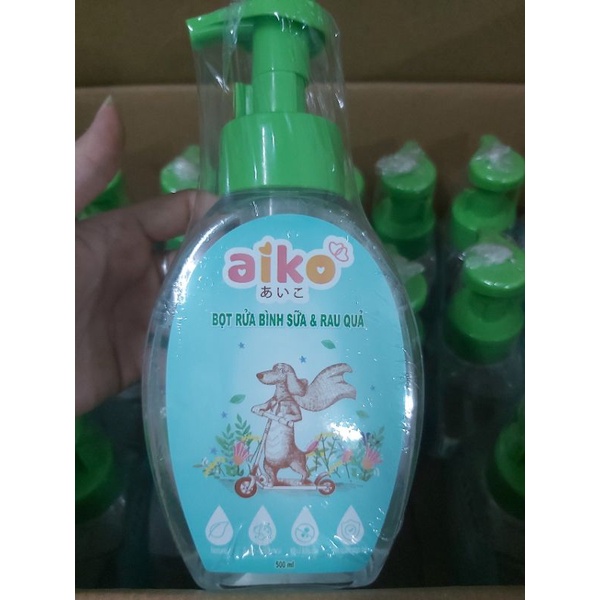 aiko
あいこ
BỌT RỬA BÌNH SỮA & RAU QUẢ
500 ml